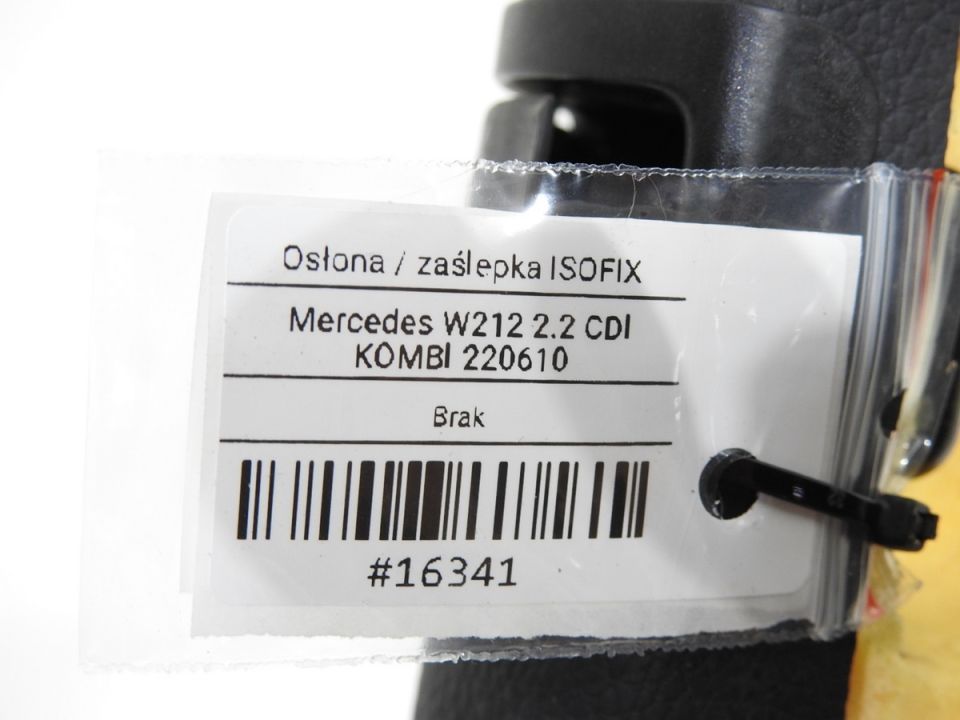 Osłona / zaślepka ISOFIX
Mercedes W212 2.2 CDI
KOMBI 220610
Brak
#16341